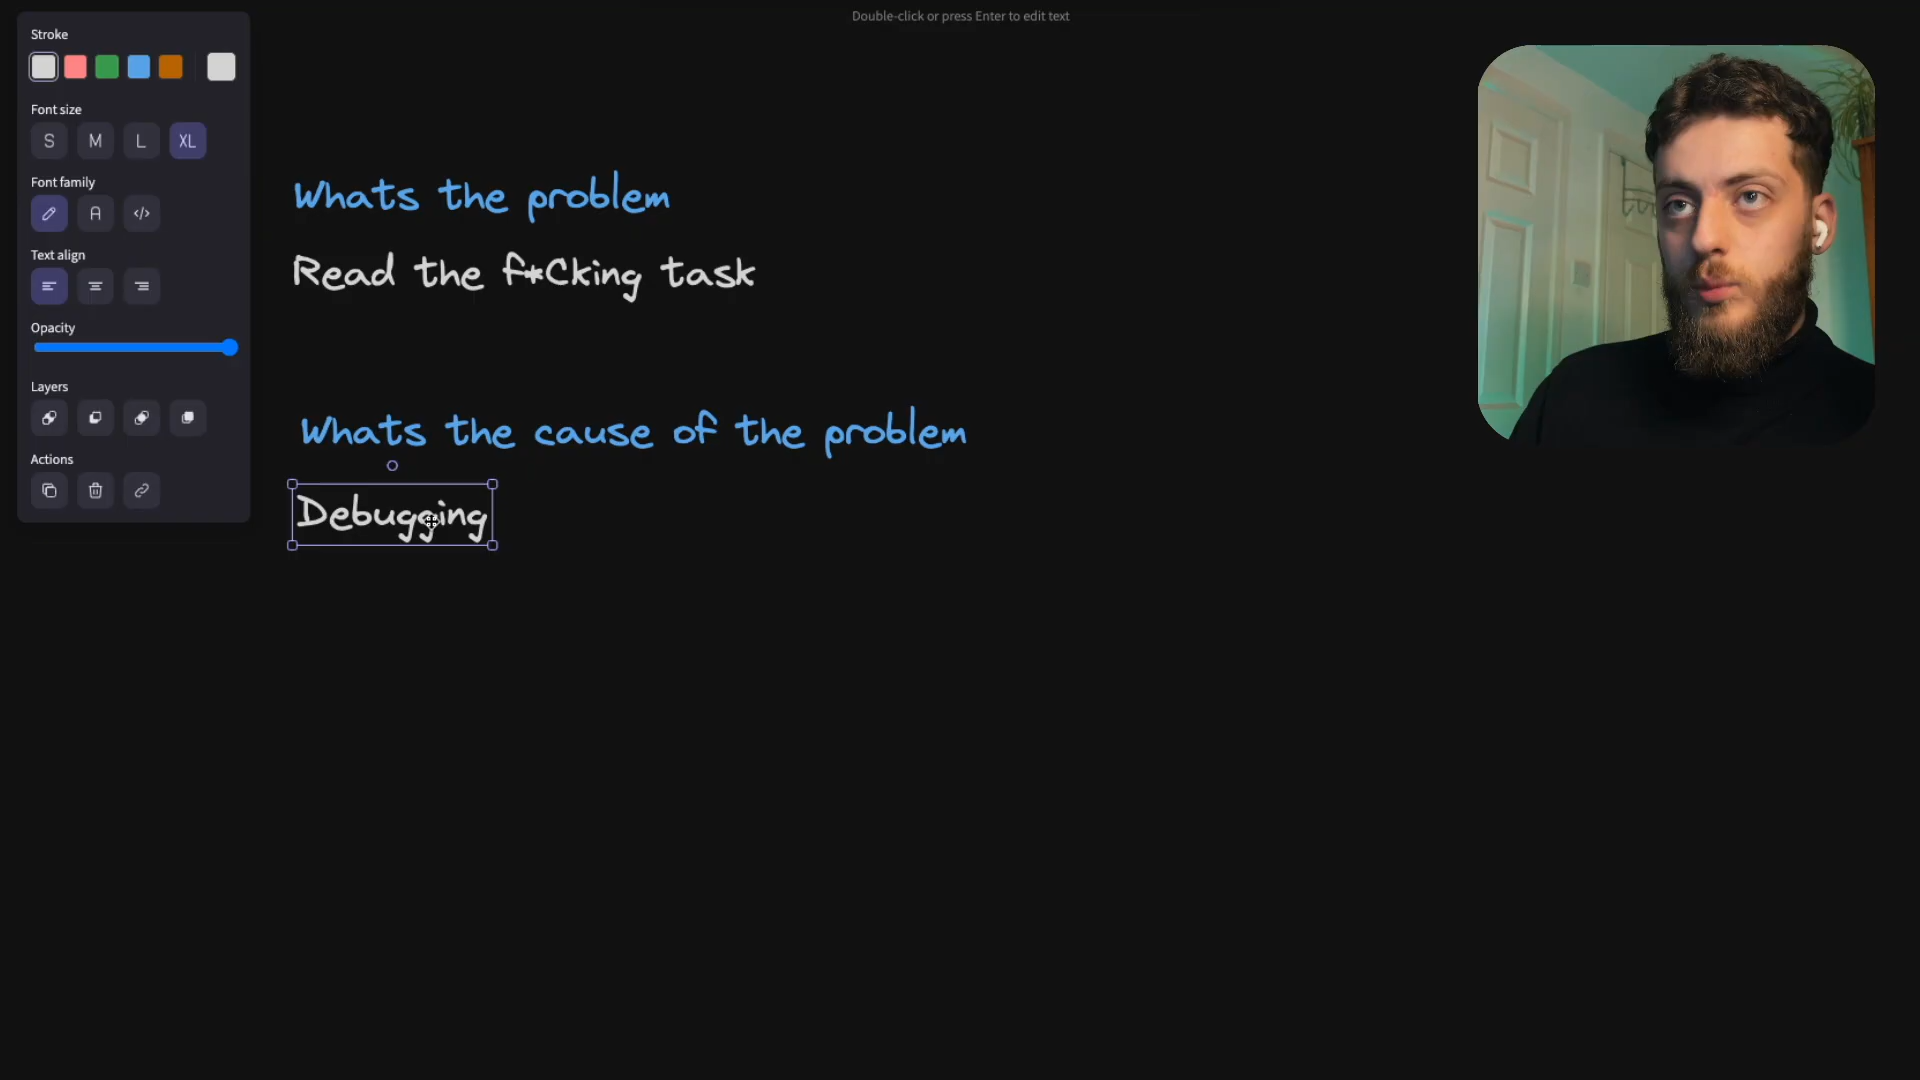 Double-click or press Enter to edit text
Stroke
Font size
S M L XL
Font family
A </>
Text align
Opacity
Layers
Actions
Whats the problem
Read the f*Cking task
Whats the cause of the problem
Debugging